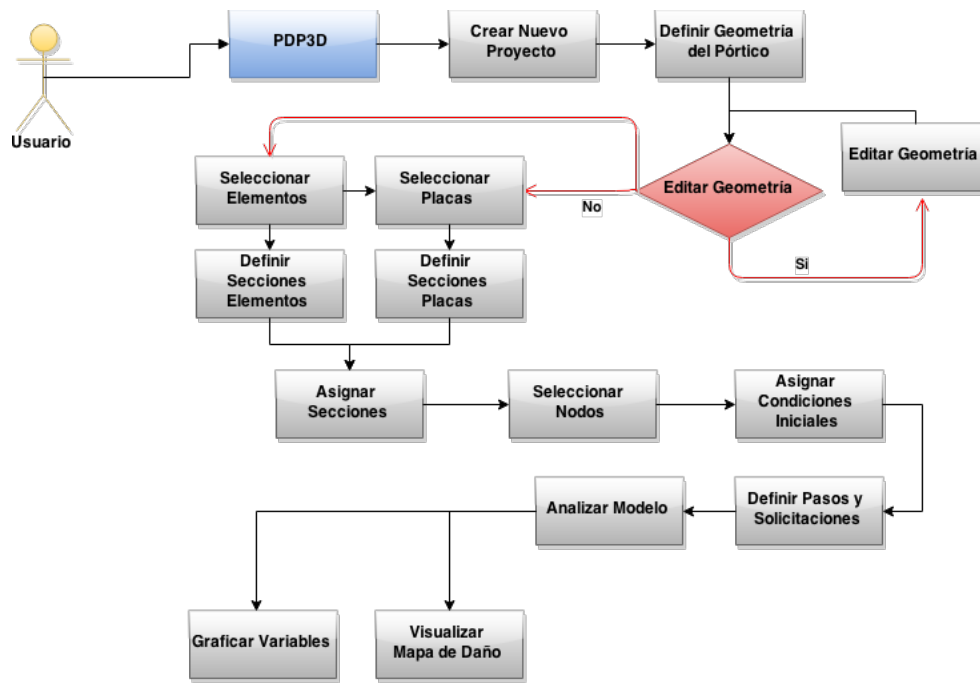 Usuario
PDP3D
Crear Nuevo
Proyecto
Definir Geometría
del Pórtico
Editar Geometría
Editar Geometría
Si
No
Seleccionar
Elementos
Seleccionar
Placas
Definir
Secciones
Elementos
Definir
Secciones
Placas
Asignar
Secciones
Seleccionar
Nodos
Asignar
Condiciones
Iniciales
Definir Pasos y
Solicitaciones
Analizar Modelo
Graficar Variables
Visualizar
Mapa de Daño